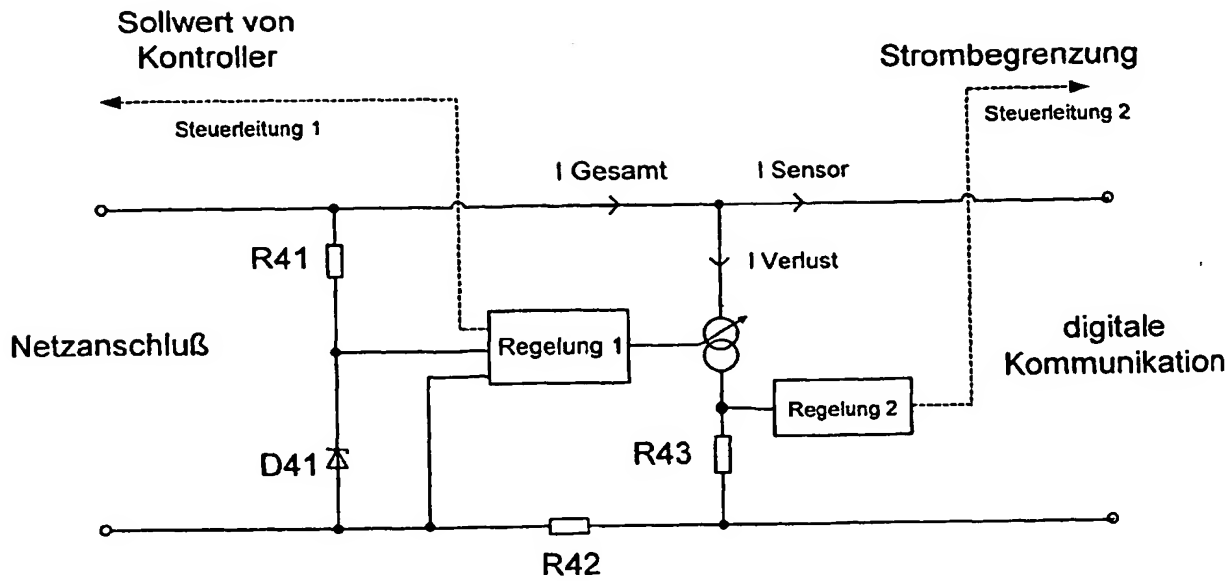 Sollwert von
Kontroller
Strombegrenzung
Steuerleitung 1
Steuerleitung 2
I Gesamt
I Sensor
R41
I Verlust
Netzanschluß
Regelung 1
digitale
Kommunikation
Regelung 2
D41
R43
R42